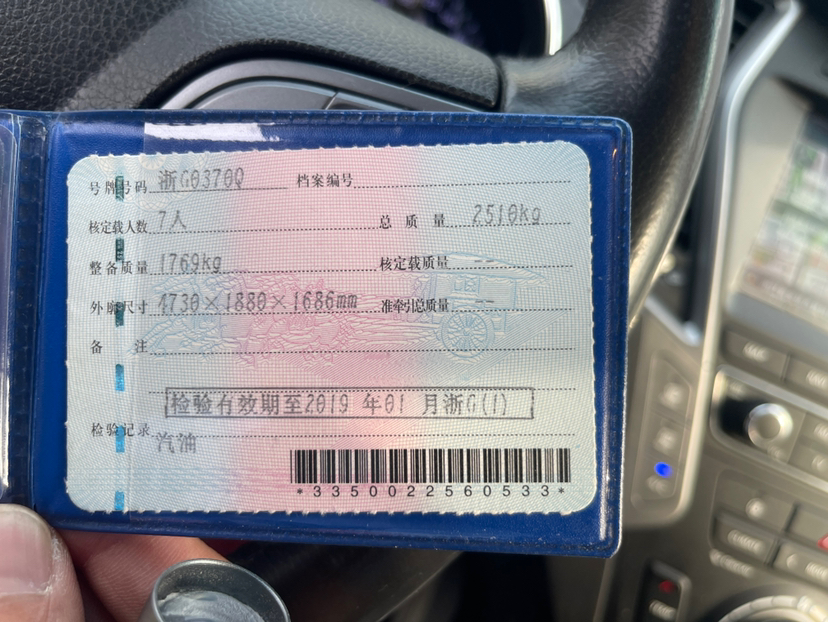 号牌号码 浙G0370Q 档案编号
核定载人数 7人 总质量 2510kg
整备质量 1769kg 核定载质量 --
外廓尺寸 4730×1880×1686mm 准牵引总质量 --
备注
检验有效期至2019年01月浙G(1)
检验记录
汽油
*3350022560533*